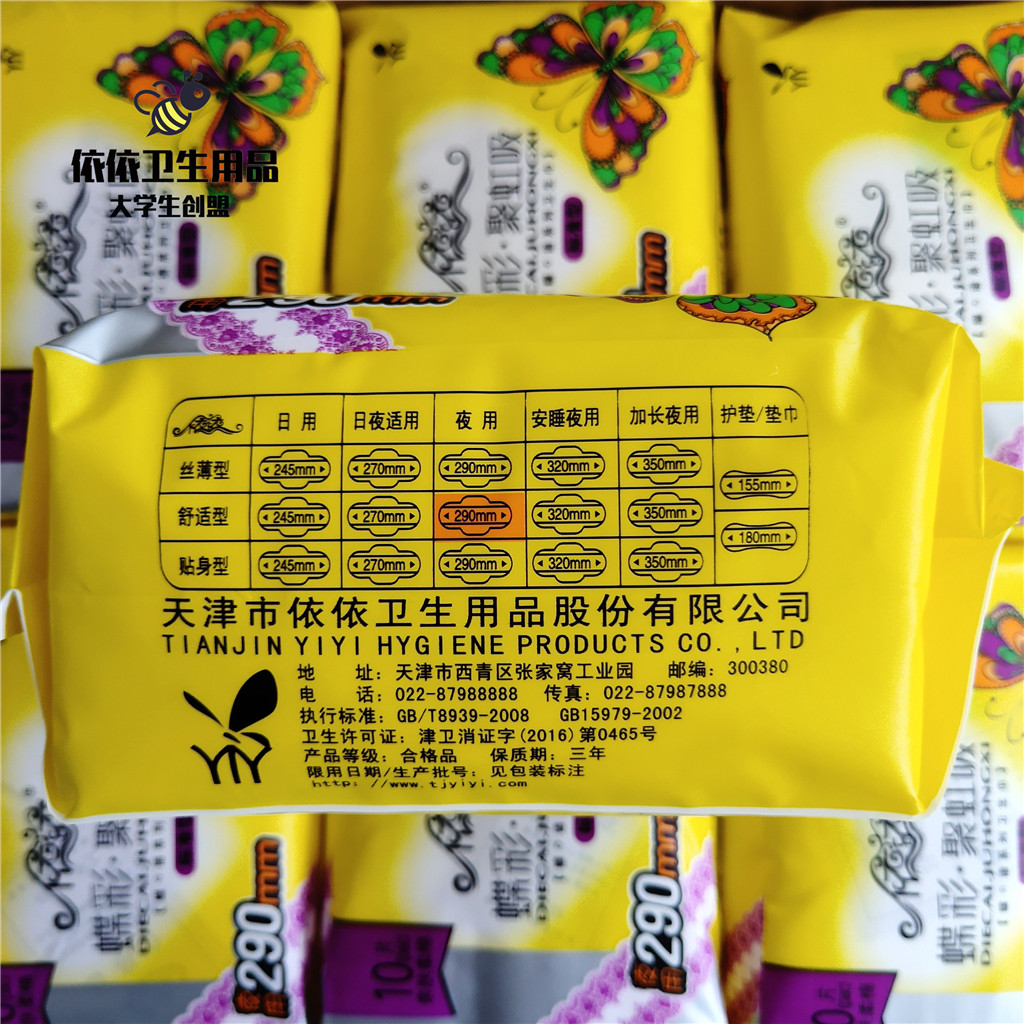 依依卫生用品
大学生创盟
290mm
依依 日用 日夜适用 夜用 安睡夜用 加长夜用 护垫/垫巾
丝薄型 245mm 270mm 290mm 320mm 350mm
155mm
舒适型 245mm 270mm 290mm 320mm 350mm
180mm
贴身型 245mm 270mm 290mm 320mm 350mm
天津市依依卫生用品股份有限公司
TIANJIN YIYI HYGIENE PRODUCTS CO.,LTD
地 址：天津市西青区张家窝工业园 邮编：300380
电 话：022-87988888 传真：022-87987888
执行标准：GB/T8939-2008 GB15979-2002
卫生许可证：津卫消证字(2016)第0465号
产品等级：合格品 保质期：三年
限用日期/生产批号：见包装标注
http://www.tjyiyi.com
依依
蝶彩·聚虹吸
DIECAIJUHONGXI
290mm
10片